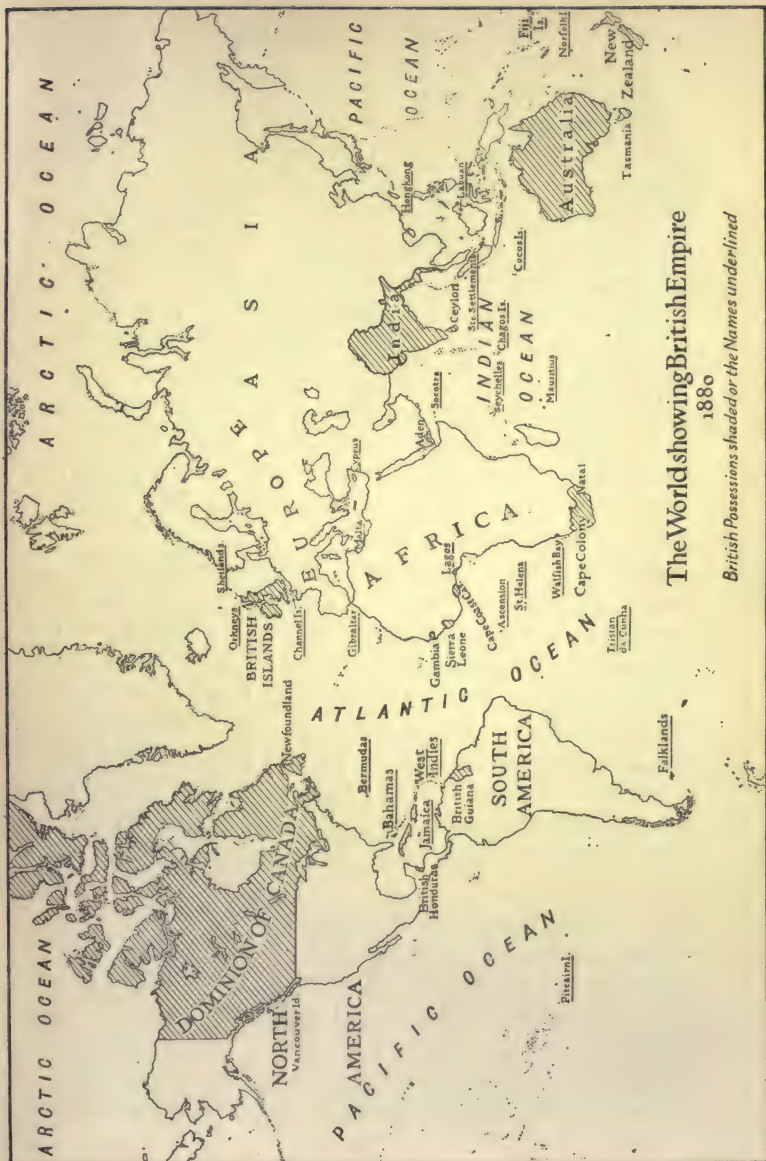 ARCTIC OCEAN
ARCTIC OCEAN
DOMINION OF CANADA
NORTH
AMERICA
Vancouver Id
Newfoundland
Bermudas
Bahamas
West
Indies
Jamaica
British
Honduras
British
Guiana
SOUTH
AMERICA
Falklands
PACIFIC OCEAN
Pitcairn I.
ATLANTIC OCEAN
Orkneys
Shetlands
BRITISH
ISLANDS
Channel Is.
EUROPE
ASIA
Gibraltar
Malta
Cyprus
AFRICA
Gambia
Sierra
Leone
Cape Coast Cas.
Lagos
Ascension
St. Helena
Walfish Bay
Cape Colony
Natal
Tristan
da Cunha
Aden
Socotra
India
Ceylon
Str. Settlements
INDIAN
OCEAN
Seychelles
Chagos Is.
Mauritius
Cocos Is.
Hongkong
Labuan
PACIFIC
OCEAN
Fiji
Is.
Norfolk I
Australia
Tasmania
New
Zealand
The World showing British Empire
1880
British Possessions shaded or the Names underlined